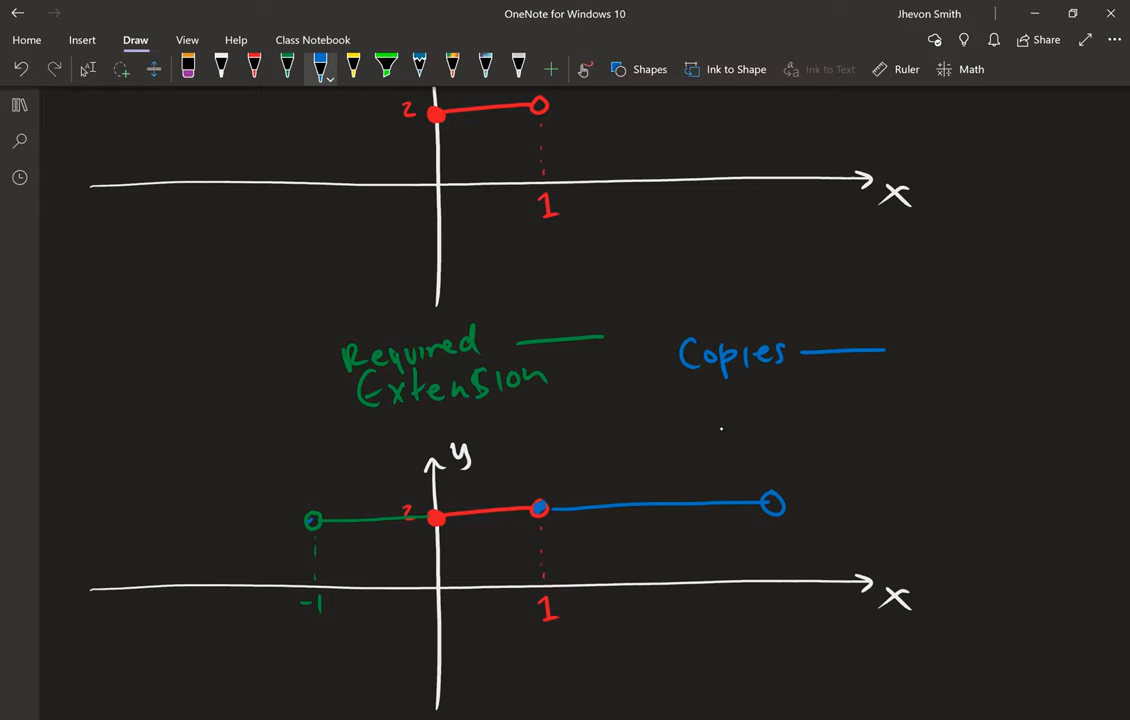 OneNote for Windows 10
Jhevon Smith
Home Insert Draw View Help Class Notebook
Share
Shapes
Ink to Shape
Ink to Text
Ruler
Math
2
x
1
Required
Extension
Copies
y
2
x
-1
1